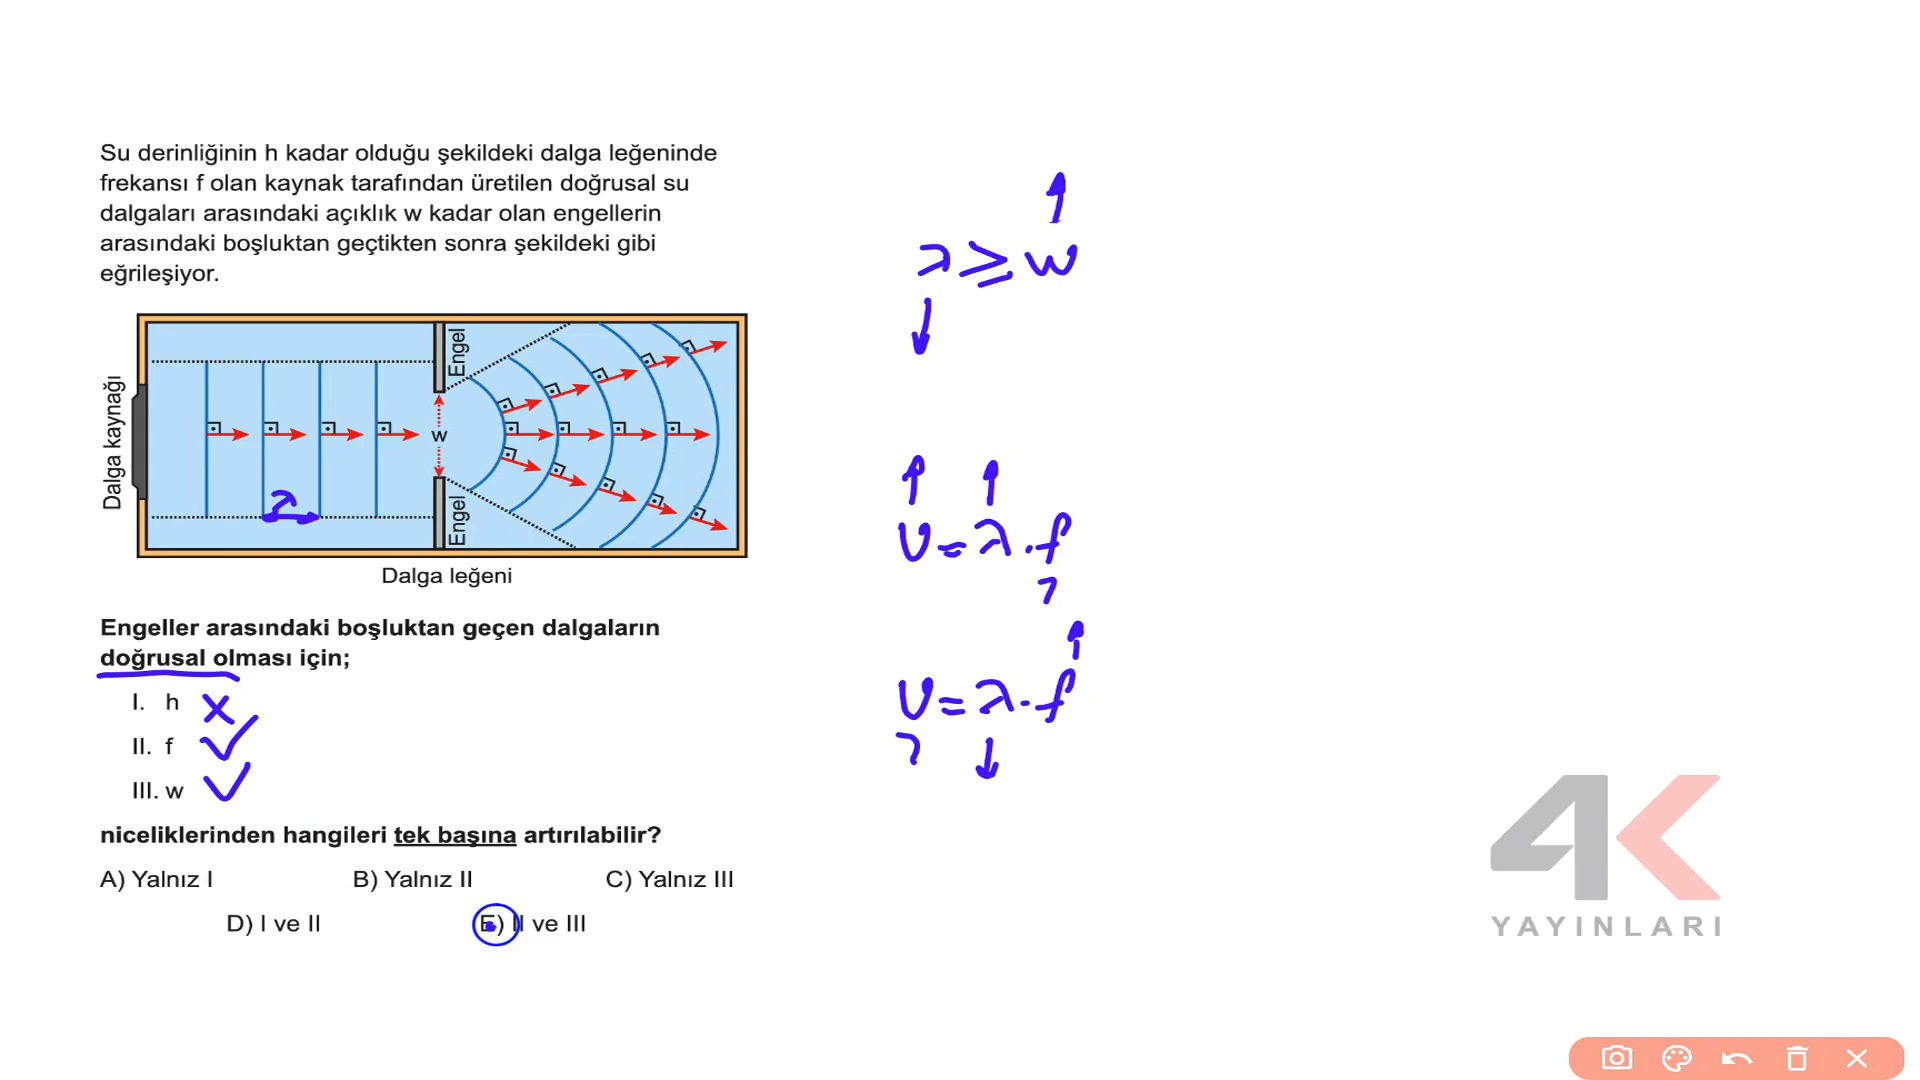 Su derinliğinin h kadar olduğu şekildeki dalga leğeninde
frekansı f olan kaynak tarafından üretilen doğrusal su
dalgaları arasındaki açıklık w kadar olan engellerin
arasındaki boşluktan geçtikten sonra şekildeki gibi
eğrileşiyor.
Dalga kaynağı
Engel
w
Engel
λ
Dalga leğeni
Engeller arasındaki boşluktan geçen dalgaların
doğrusal olması için;
I. h
II. f
III. w
niceliklerinden hangileri tek başına artırılabilir?
A) Yalnız I
B) Yalnız II
C) Yalnız III
D) I ve II
E) II ve III
λ ≥ w
v = λ . f
?
v = λ . f
?
4K
YAYINLARI